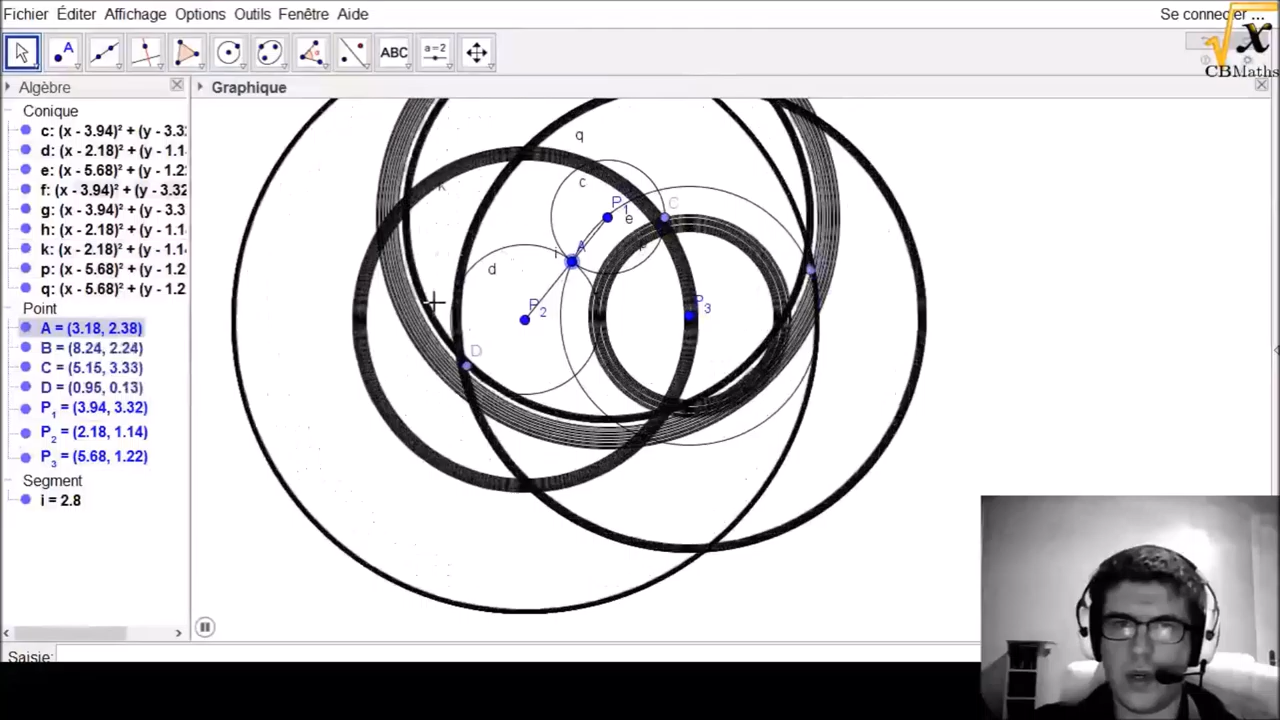 Fichier Éditer Affichage Options Outils Fenêtre Aide
Se connecter ...
A
ABC
a=2
x
CBMaths
Algèbre
Graphique
Conique
c: (x - 3.94)² + (y - 3.3
d: (x - 2.18)² + (y - 1.1
e: (x - 5.68)² + (y - 1.2
f: (x - 3.94)² + (y - 3.32
g: (x - 3.94)² + (y - 3.3
h: (x - 2.18)² + (y - 1.1
k: (x - 2.18)² + (y - 1.14
p: (x - 5.68)² + (y - 1.2
q: (x - 5.68)² + (y - 1.2
Point
A = (3.18, 2.38)
B = (8.24, 2.24)
C = (5.15, 3.33)
D = (0.95, 0.13)
P1 = (3.94, 3.32)
P2 = (2.18, 1.14)
P3 = (5.68, 1.22)
Segment
i = 2.8
q
c
k
P1
C
e
A
i
d
P2
P3
D
Saisie: